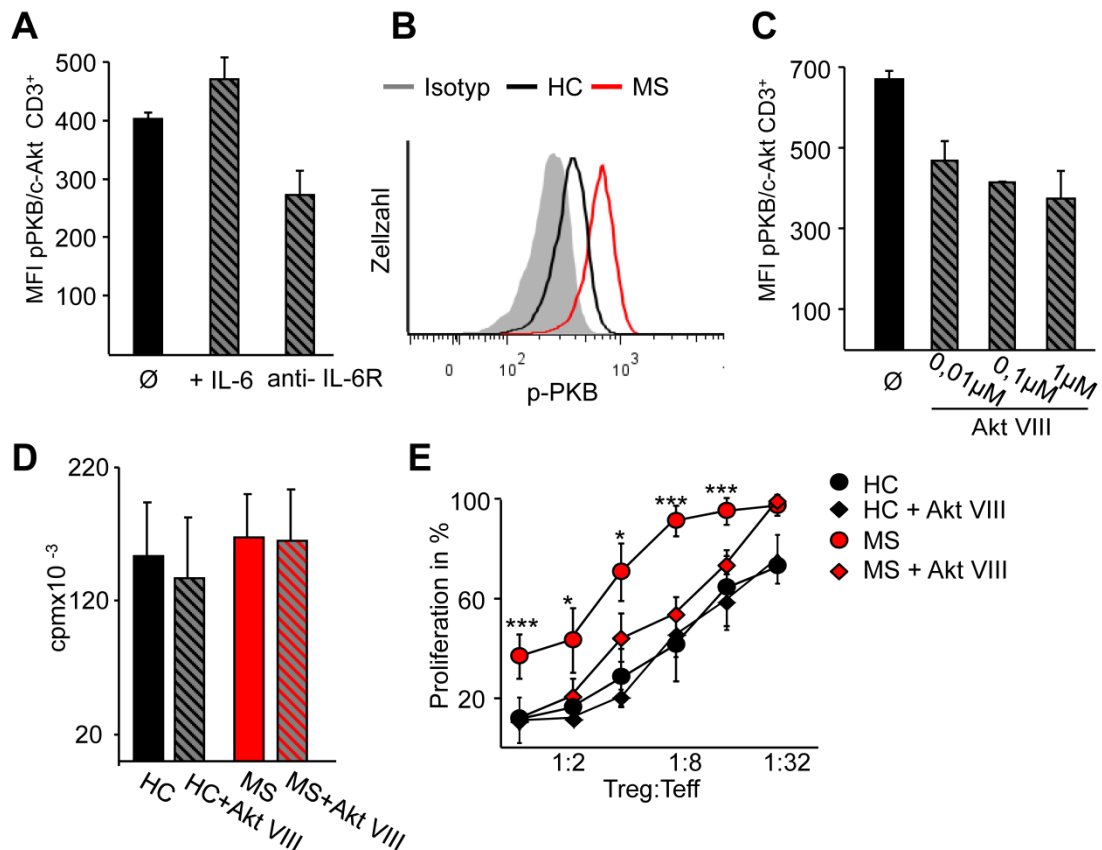 A
MFI pPKB/c-Akt CD3⁺
500
400
300
200
100
Ø
+ IL-6
anti- IL-6R
B
Isotyp
HC
MS
Zellzahl
0
10²
10³
p-PKB
C
MFI pPKB/c-Akt CD3⁺
700
500
300
100
Ø
0,01µM
0,1µM
1µM
Akt VIII
D
cpmx10 ⁻³
220
120
20
HC
HC+Akt VIII
MS
MS+Akt VIII
E
Proliferation in %
100
60
20
***
*
*
***
***
1:2
1:8
1:32
Treg:Teff
HC
HC + Akt VIII
MS
MS + Akt VIII